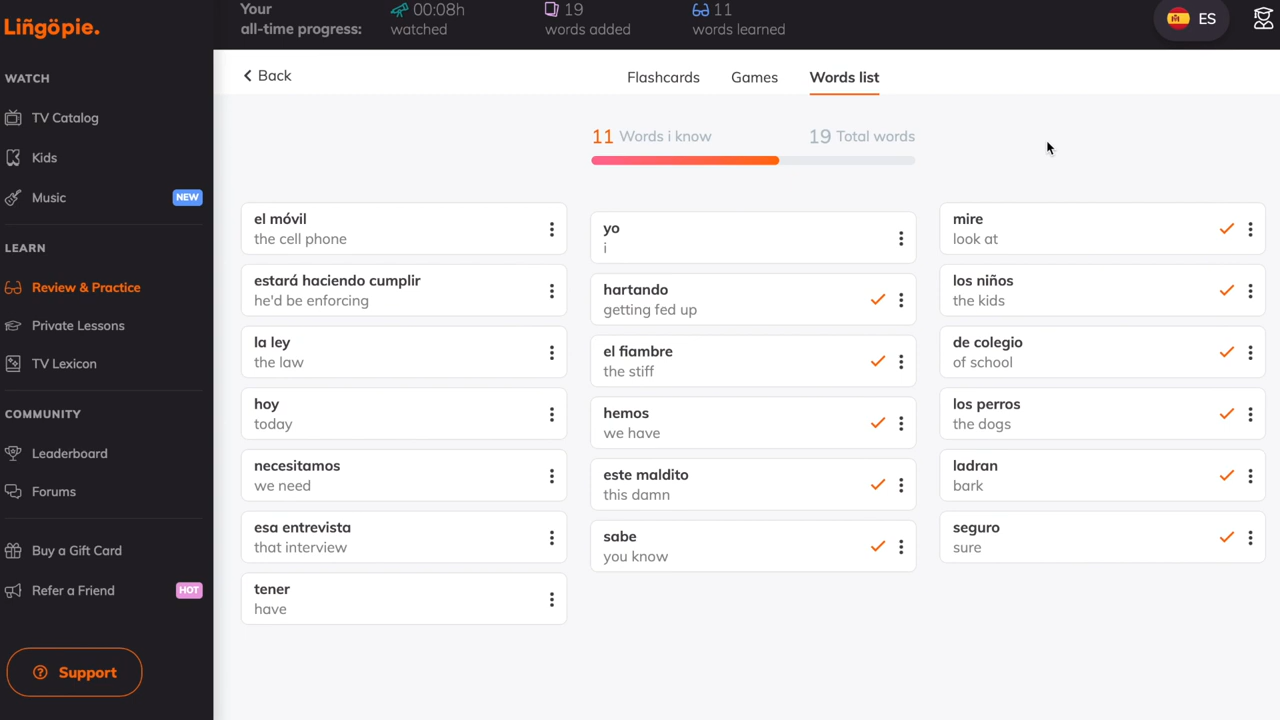 Liñgöpie.
WATCH
TV Catalog
Kids
Music NEW
LEARN
Review & Practice
Private Lessons
TV Lexicon
COMMUNITY
Leaderboard
Forums
Buy a Gift Card
Refer a Friend HOT
Support
Your
all-time progress:
00:08h
watched
19
words added
11
words learned
ES
Back
Flashcards
Games
Words list
11 Words i know
19 Total words
el móvil
the cell phone
estará haciendo cumplir
he'd be enforcing
la ley
the law
hoy
today
necesitamos
we need
esa entrevista
that interview
tener
have
yo
i
hartando
getting fed up
el fiambre
the stiff
hemos
we have
este maldito
this damn
sabe
you know
mire
look at
los niños
the kids
de colegio
of school
los perros
the dogs
ladran
bark
seguro
sure